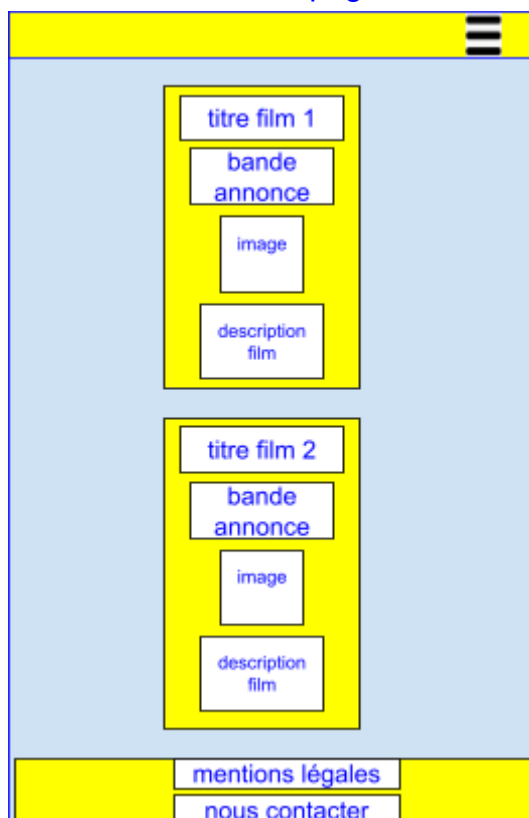 titre film 1
bande
annonce
image
description
film
titre film 2
bande
annonce
image
description
film
mentions légales
nous contacter